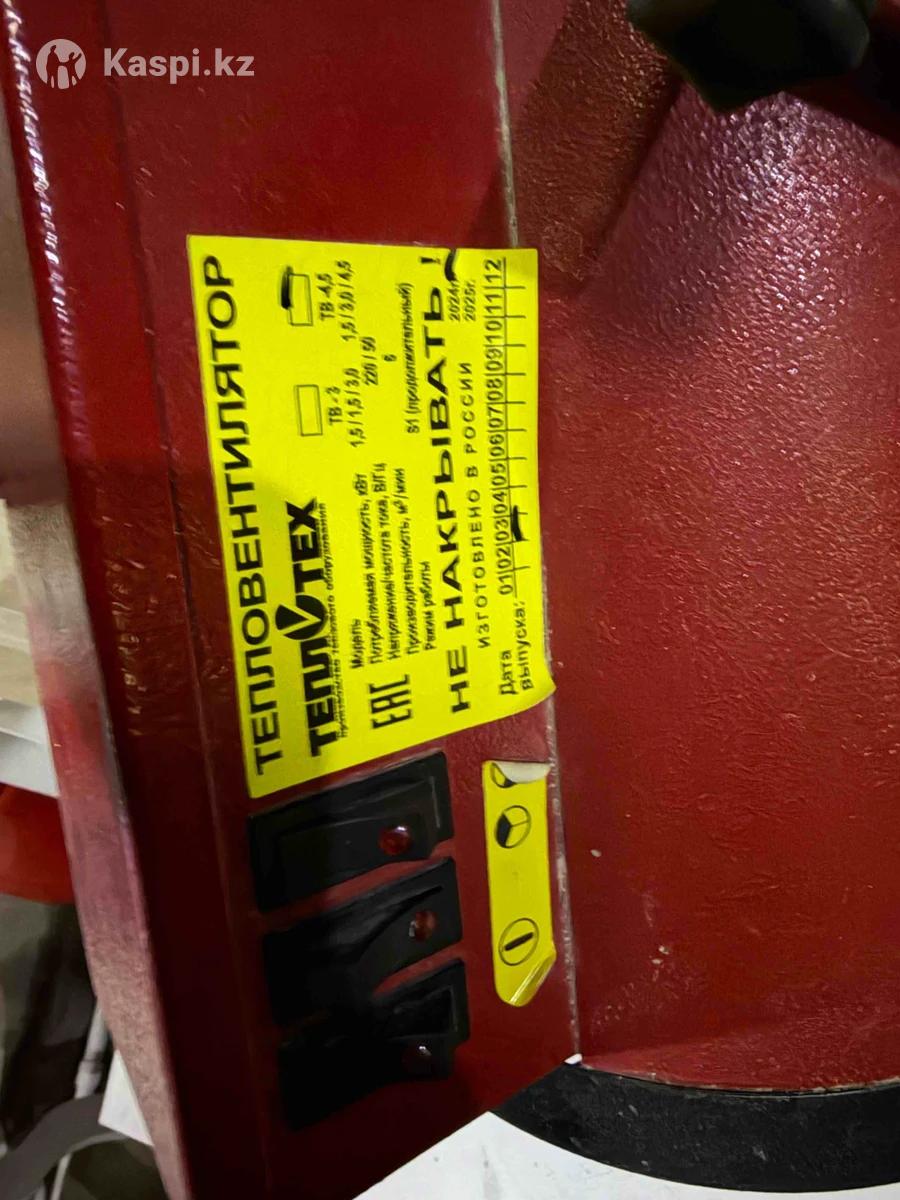 Kaspi.kz
ТЕПЛОВЕНТИЛЯТОР
ТЕПЛОТЕХ
Производство теплового оборудования
Модель ТВ - 3 ТВ -4,5
Потребляемая мощность, кВт 1,5 / 1,5 / 3,0 1,5 / 3,0 / 4,5
Напряжение/частота тока, В/Гц 220 / 50
Производительность, м³/мин 6
Режим работы S1 (продолжительный)
EAC
НЕ НАКРЫВАТЬ !
ИЗГОТОВЛЕНО В РОССИИ
2024г.
2025г.
Дата выпуска: 01 02 03 04 05 06 07 08 09 10 11 12